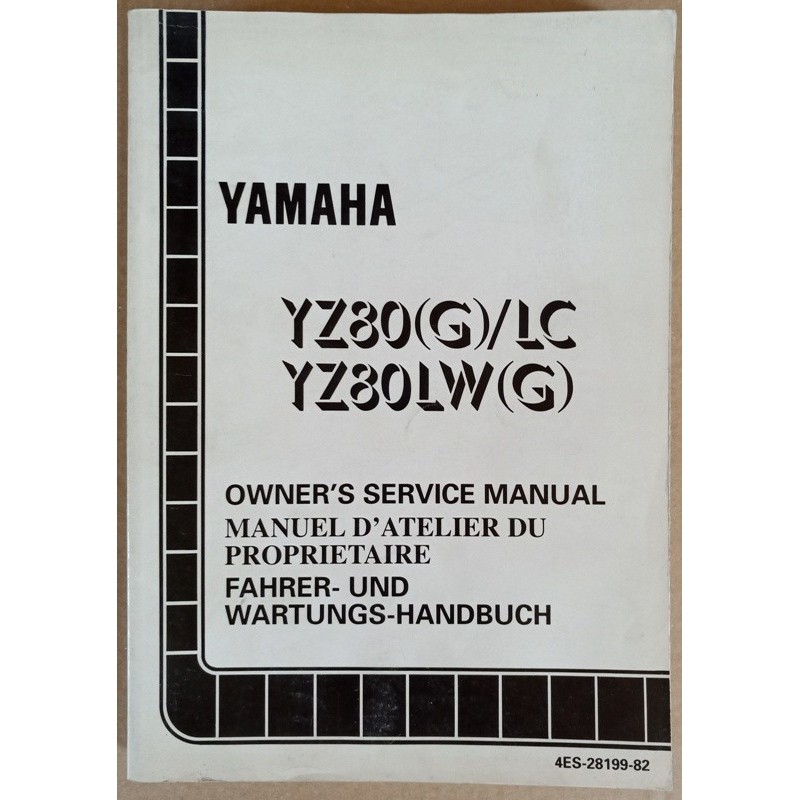 YAMAHA
YZ80(G)/LC
YZ80LW(G)
OWNER'S SERVICE MANUAL
MANUEL D'ATELIER DU
PROPRIETAIRE
FAHRER- UND
WARTUNGS-HANDBUCH
4ES-28199-82